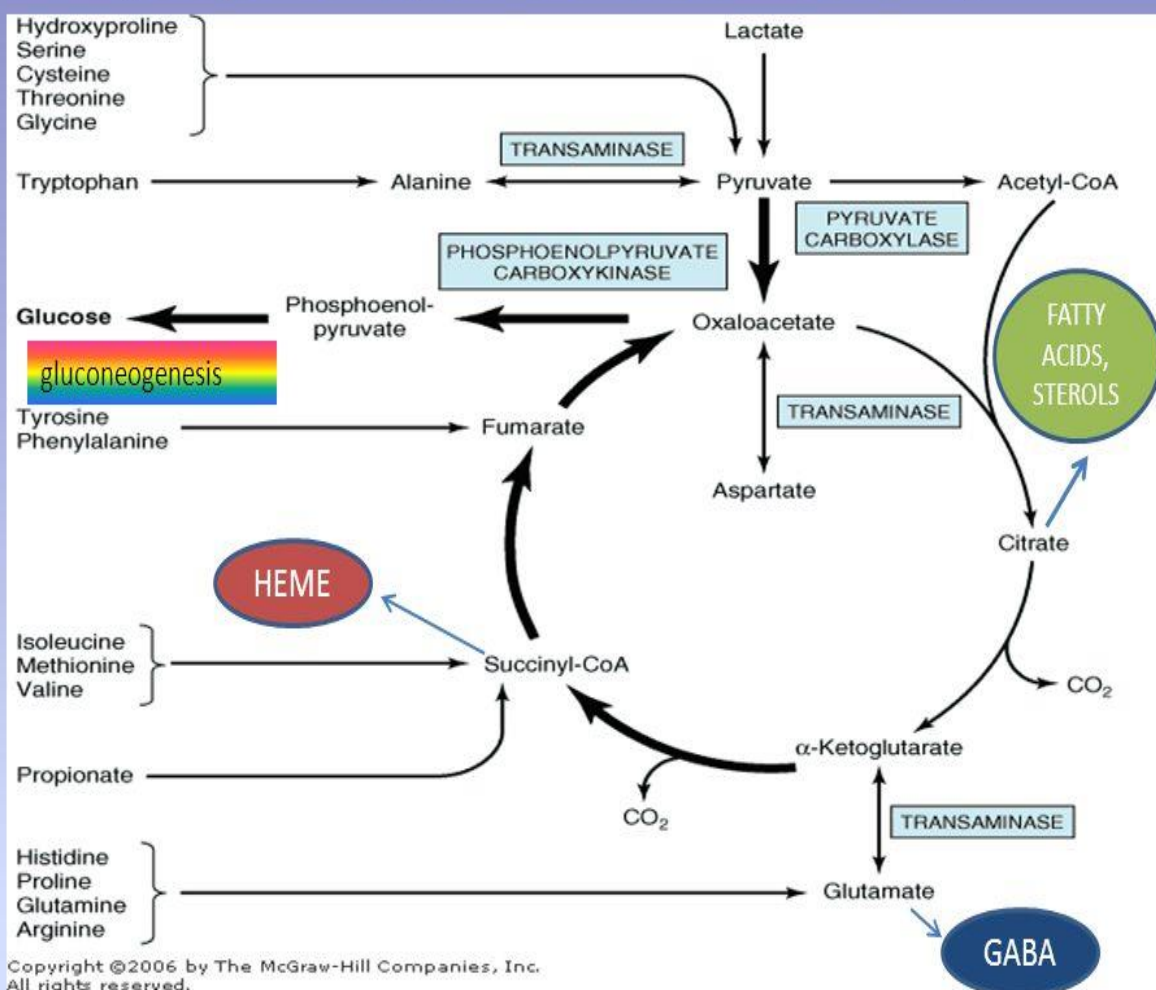 Hydroxyproline
Serine
Cysteine
Threonine
Glycine
Lactate
TRANSAMINASE
Tryptophan
Alanine
Pyruvate
Acetyl-CoA
PYRUVATE
CARBOXYLASE
PHOSPHOENOLPYRUVATE
CARBOXYKINASE
Glucose
Phosphoenol-
pyruvate
Oxaloacetate
FATTY
ACIDS,
STEROLS
gluconeogenesis
Tyrosine
Phenylalanine
Fumarate
TRANSAMINASE
Aspartate
Citrate
HEME
Isoleucine
Methionine
Valine
Succinyl-CoA
CO₂
Propionate
α-Ketoglutarate
CO₂
TRANSAMINASE
Histidine
Proline
Glutamine
Arginine
Glutamate
GABA
Copyright ©2006 by The McGraw-Hill Companies, Inc.
All rights reserved.